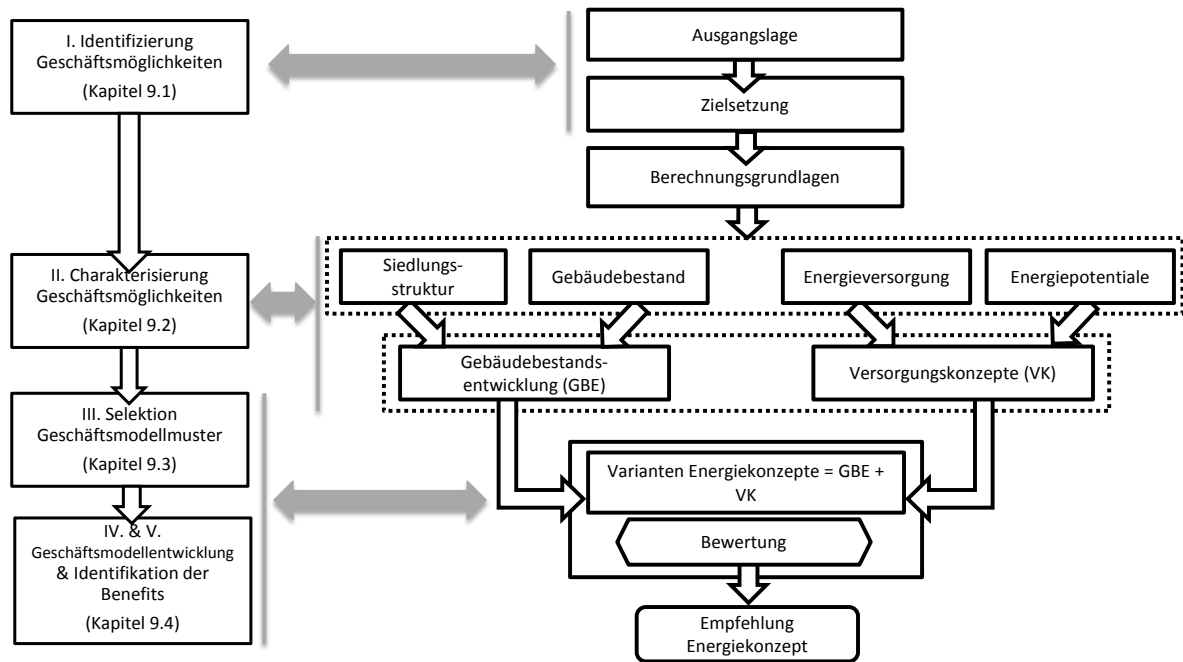 I. Identifizierung
Geschäftsmöglichkeiten
(Kapitel 9.1)
II. Charakterisierung
Geschäftsmöglichkeiten
(Kapitel 9.2)
III. Selektion
Geschäftsmodellmuster
(Kapitel 9.3)
IV. & V.
Geschäftsmodellentwicklung
& Identifikation der
Benefits
(Kapitel 9.4)
Ausgangslage
Zielsetzung
Berechnungsgrundlagen
Siedlungs-
struktur
Gebäudebestand
Energieversorgung
Energiepotentiale
Gebäudebestands-
entwicklung (GBE)
Versorgungskonzepte (VK)
Varianten Energiekonzepte = GBE +
VK
Bewertung
Empfehlung
Energiekonzept